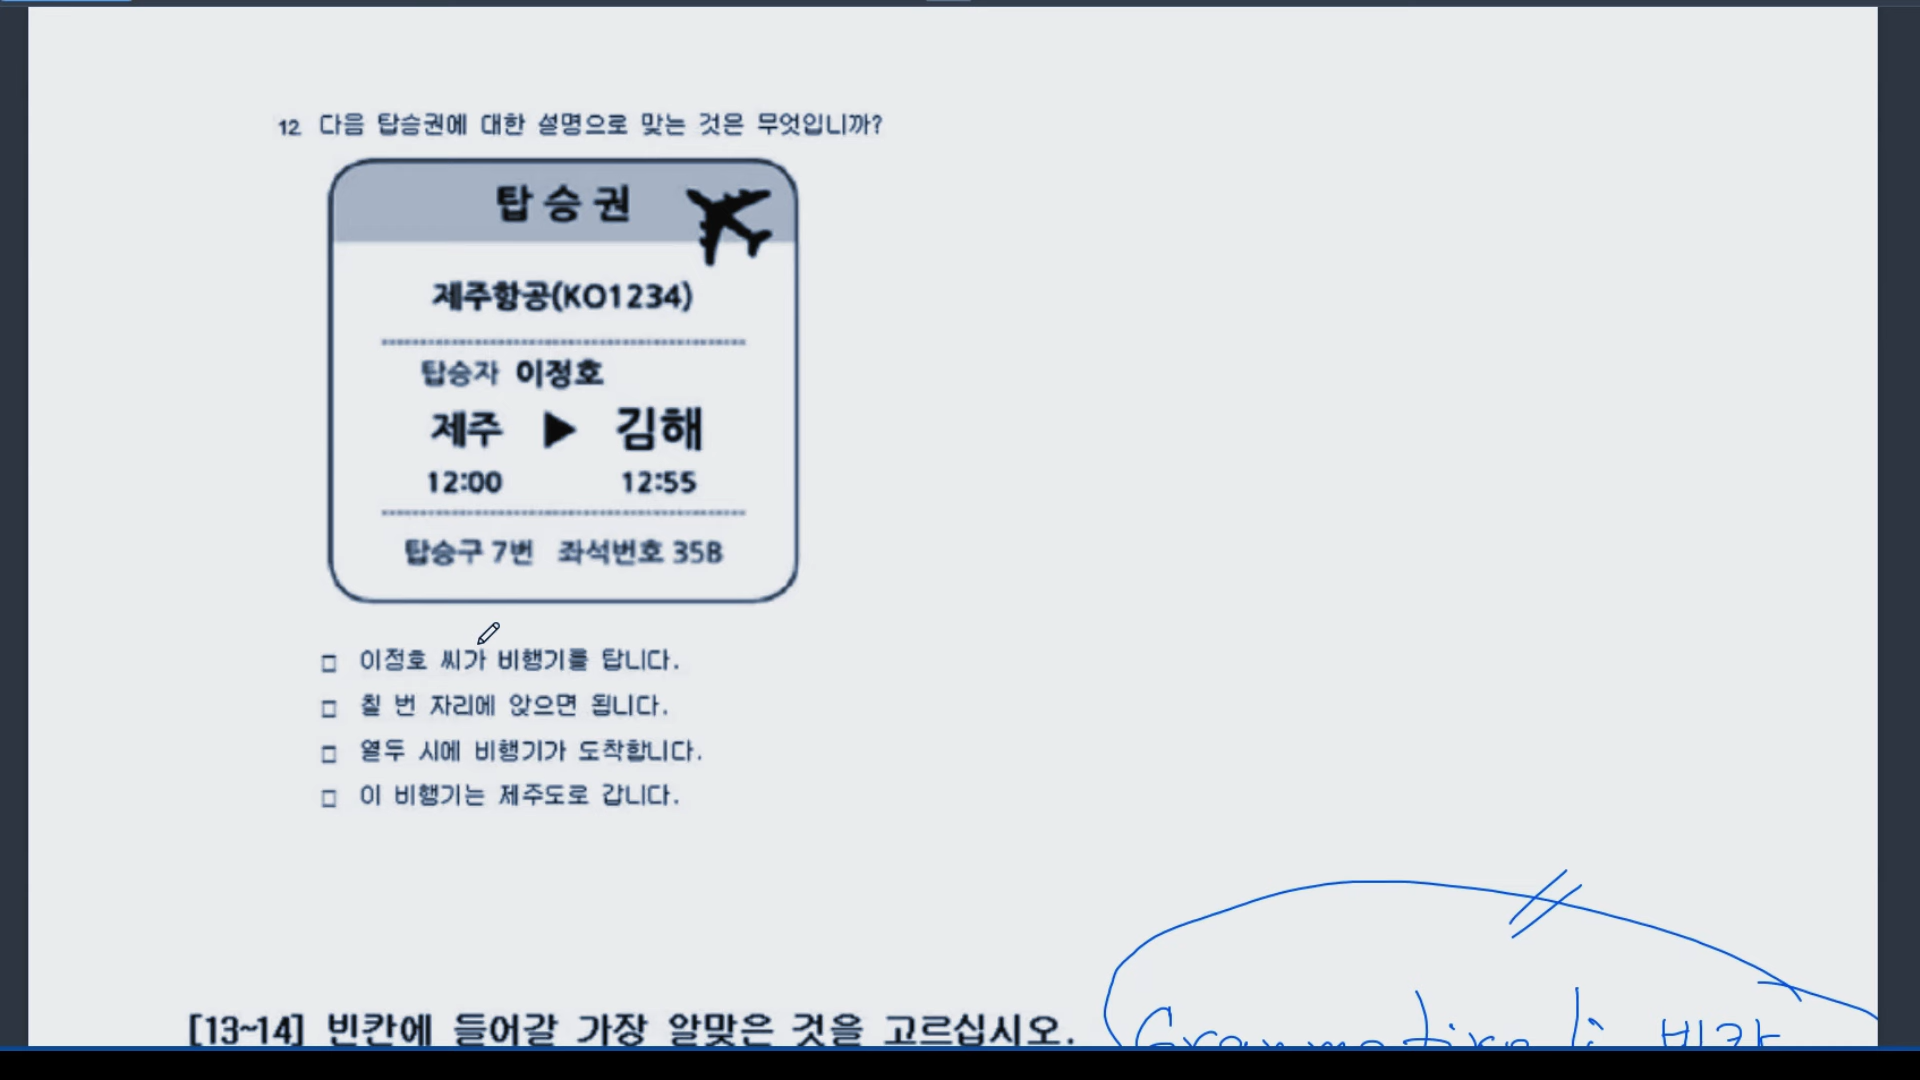 12 다음 탑승권에 대한 설명으로 맞는 것은 무엇입니까?
탑승권
제주항공(KO1234)
탑승자 이정호
제주 ▶ 김해
12:00 12:55
탑승구 7번 좌석번호 35B
□ 이정호 씨가 비행기를 탑니다.
□ 칠 번 자리에 앉으면 됩니다.
□ 열두 시에 비행기가 도착합니다.
□ 이 비행기는 제주도로 갑니다.
[13~14] 빈칸에 들어갈 가장 알맞은 것을 고르십시오.